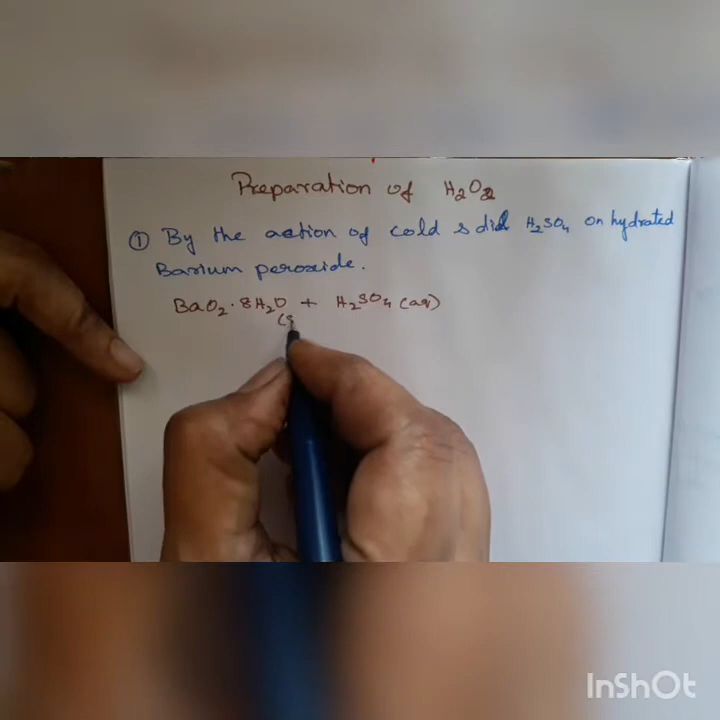 Preparation of H₂O₂
① By the action of cold & dil H₂SO₄ on hydrated
Barium peroxide.
BaO₂·8H₂O + H₂SO₄ (aq)
(s
InShOt